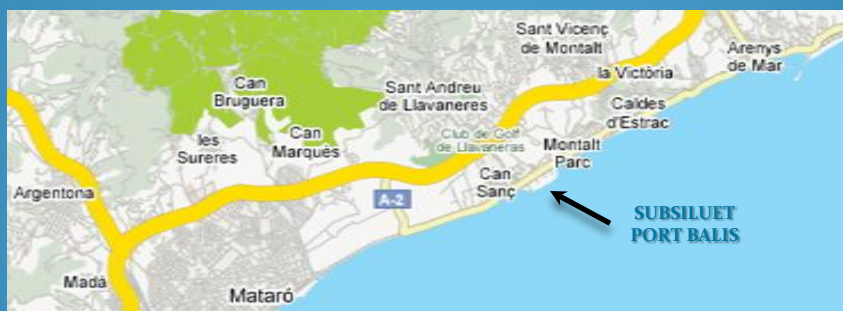 Sant Vicenç
de Montalt
Arenys
de Mar
la Victòria
Can
Bruguera
Sant Andreu
de Llavaneres
Caldes
d'Estrac
les
Sureres
Can
Marquès
Club de Golf
de Llavaneras
Montalt
Parc
Argentona
Can
Sanç
A-2
SUBSILUET
PORT BALIS
Madà
Mataró